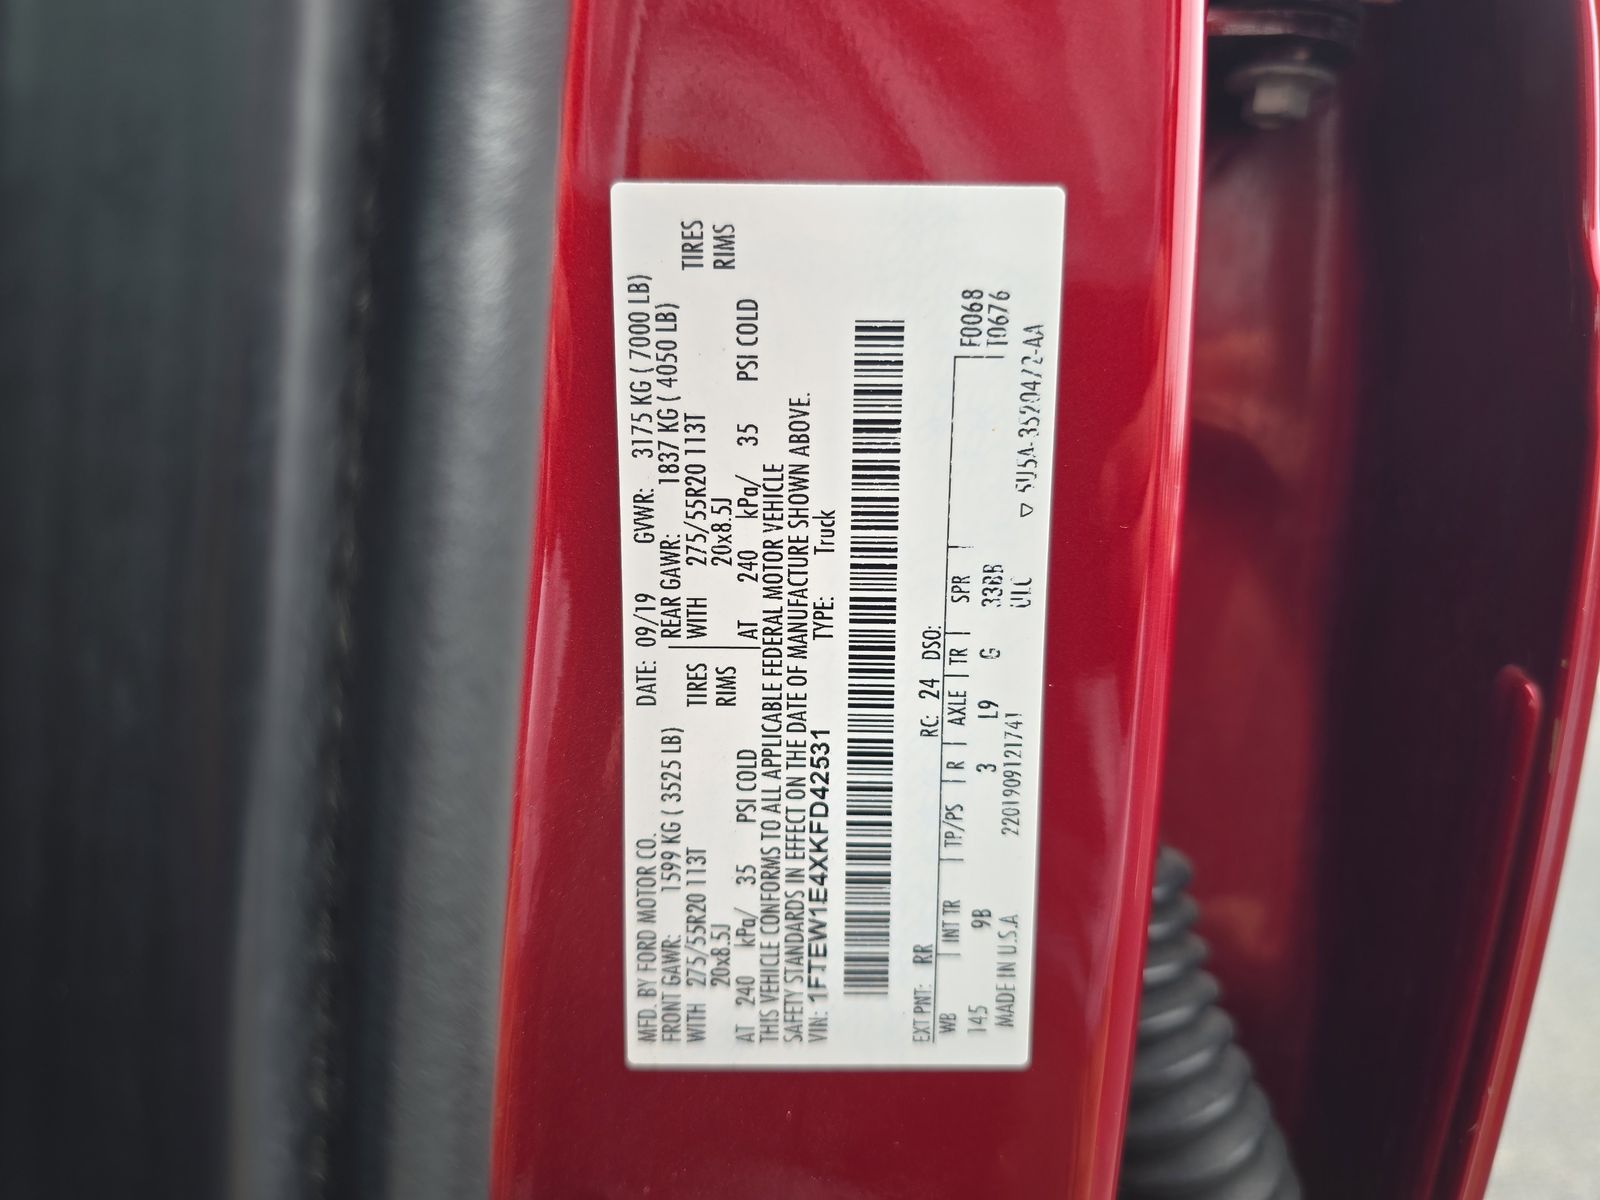 MFD. BY FORD MOTOR CO. DATE: 09/19 GVWR: 3175 KG ( 7000 LB)
FRONT GAWR: 1599 KG ( 3525 LB) REAR GAWR: 1837 KG ( 4050 LB)
WITH 275/55R20 113T TIRES WITH 275/55R20 113T TIRES
20x8.5J RIMS 20x8.5J RIMS
AT 240 kPa/ 35 PSI COLD AT 240 kPa/ 35 PSI COLD
THIS VEHICLE CONFORMS TO ALL APPLICABLE FEDERAL MOTOR VEHICLE
SAFETY STANDARDS IN EFFECT ON THE DATE OF MANUFACTURE SHOWN ABOVE.
VIN: 1FTEW1E4XKFD42531 TYPE: Truck
EXT PNT: RR RC: 24 DSO:
WB INT TR TP/PS R AXLE TR SPR F0068
145 9B 3 L9 G 33BB T0676
MADE IN U.S.A 2201909121741 ULC
▽ 5U5A-3520472-AA